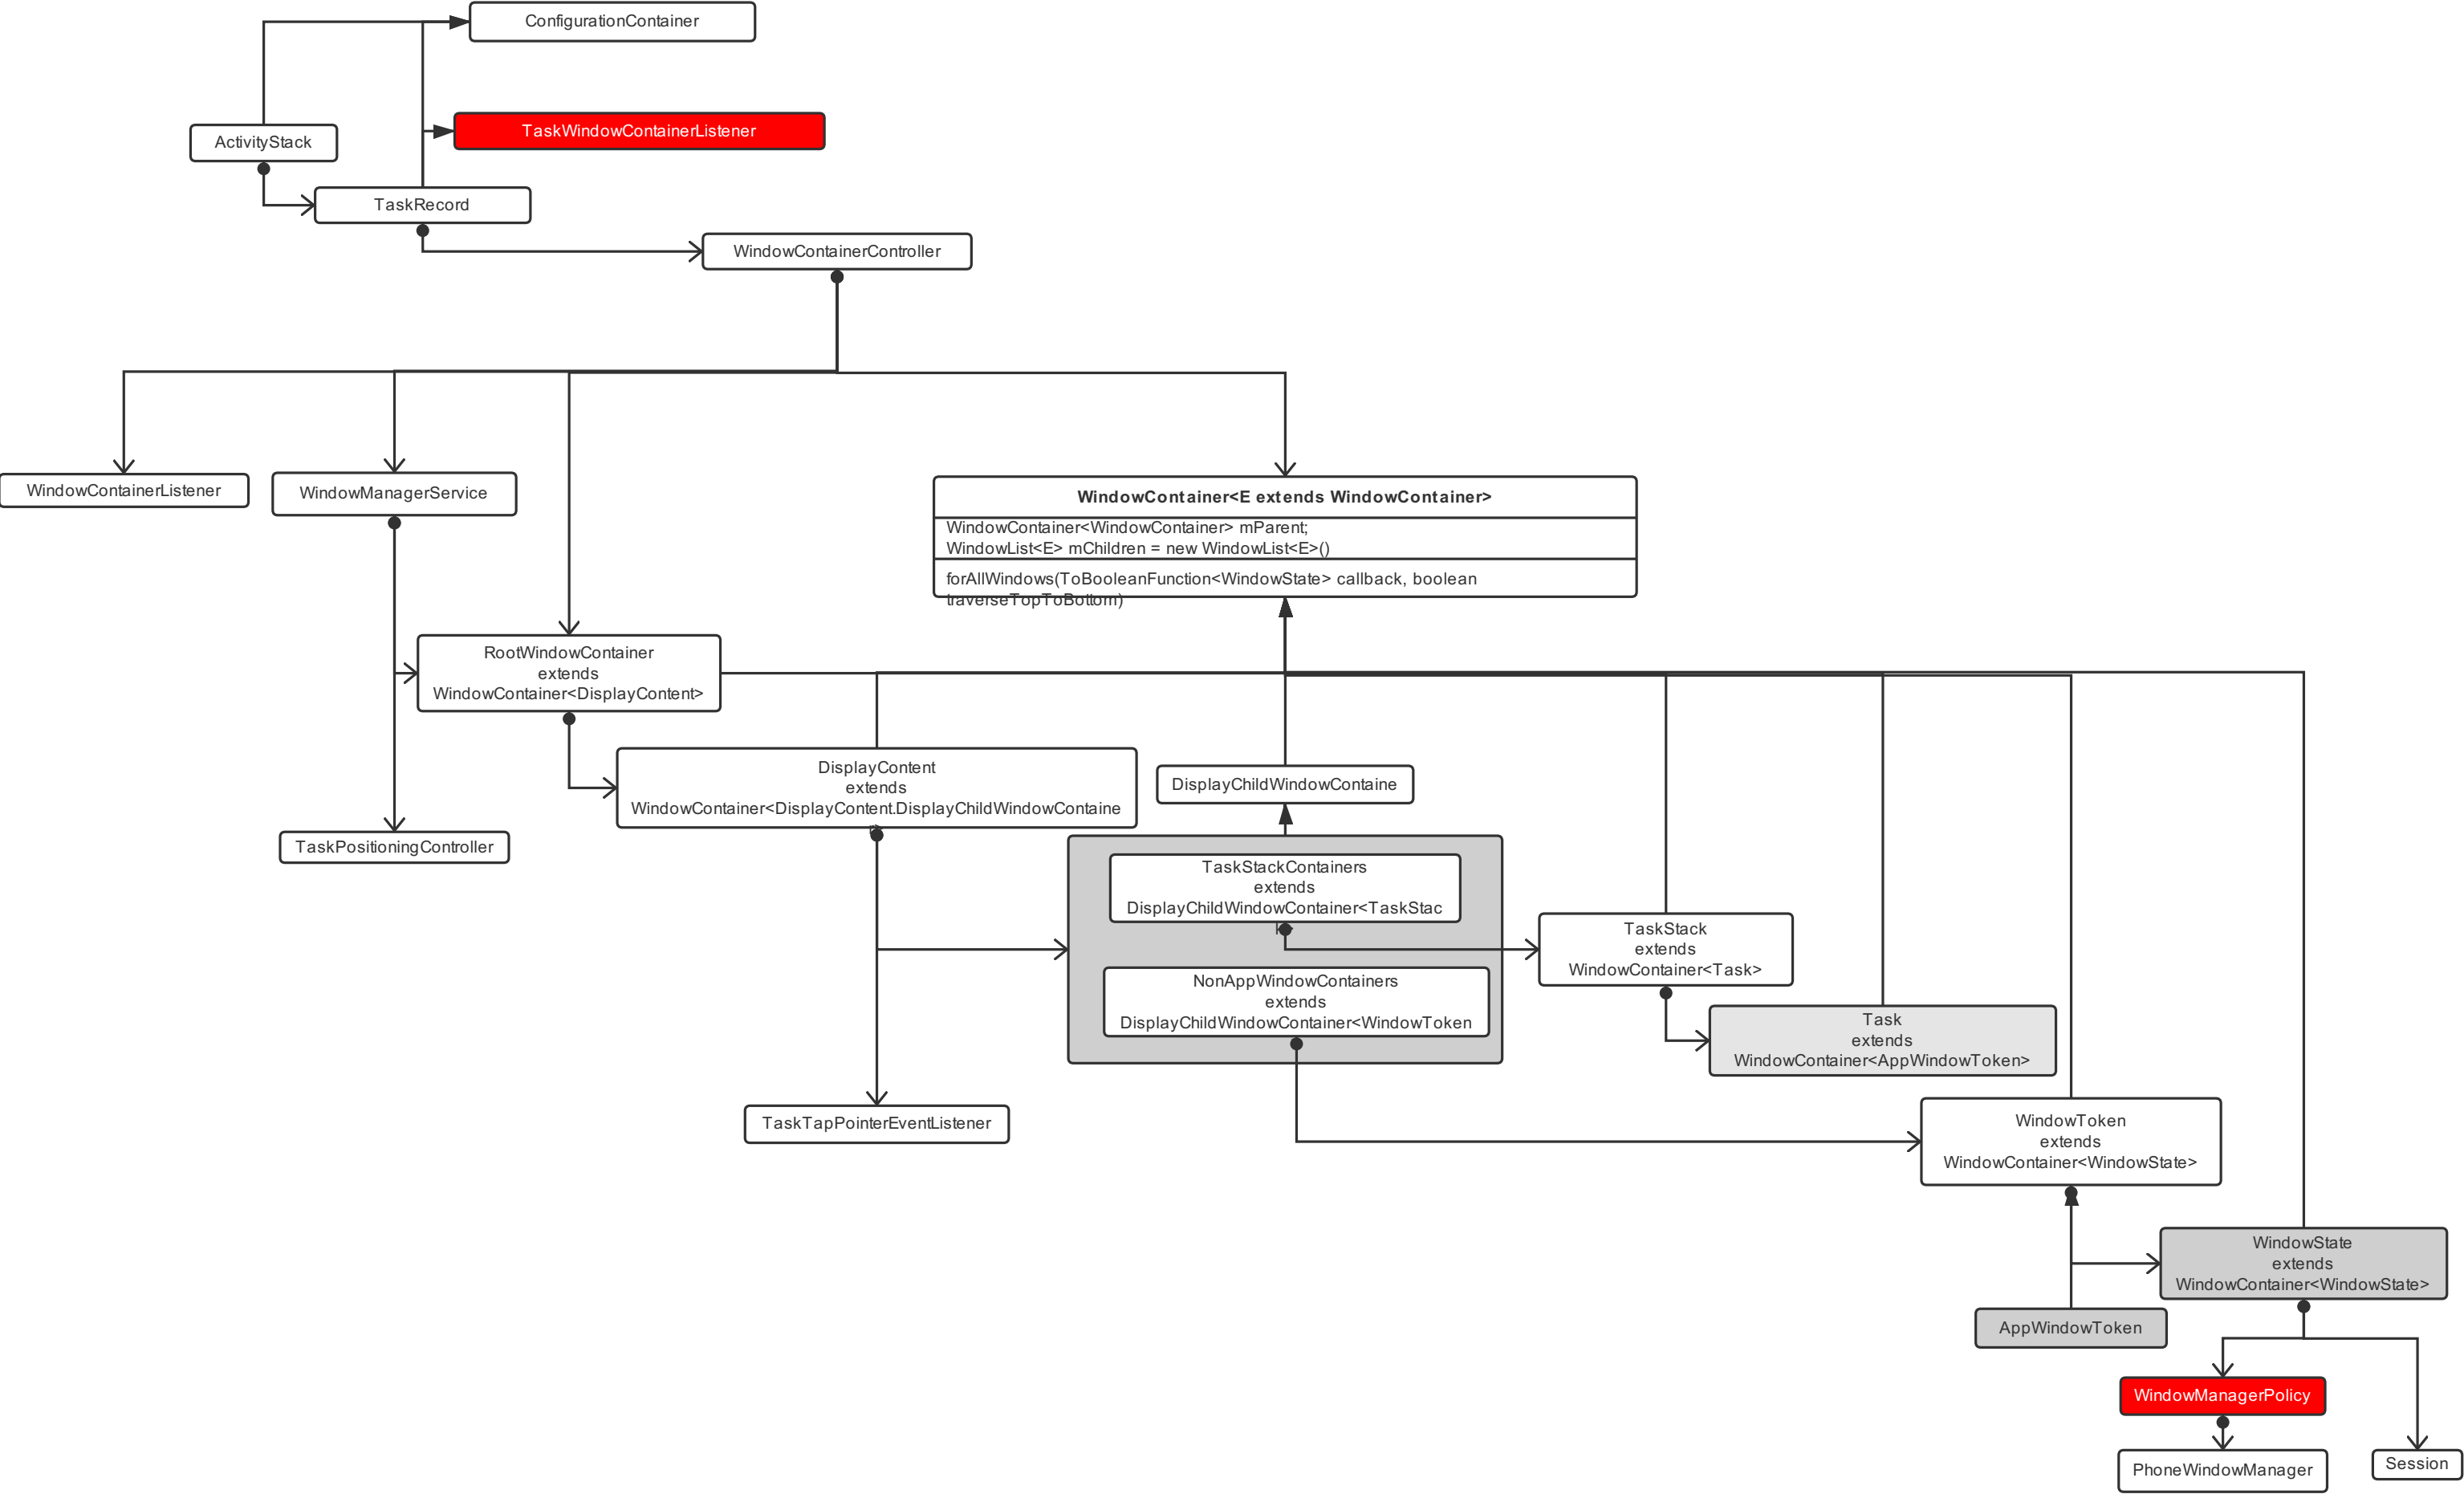 ConfigurationContainer
TaskWindowContainerListener
ActivityStack
TaskRecord
WindowContainerController
WindowContainerListener
WindowManagerService
WindowContainer<E extends WindowContainer>
WindowContainer<WindowContainer> mParent;
WindowList<E> mChildren = new WindowList<E>()
forAllWindows(ToBooleanFunction<WindowState> callback, boolean
traverseTopToBottom)
RootWindowContainer
extends
WindowContainer<DisplayContent>
DisplayContent
extends
WindowContainer<DisplayContent.DisplayChildWindowContaine
DisplayChildWindowContaine
TaskPositioningController
TaskStackContainers
extends
DisplayChildWindowContainer<TaskStac
TaskStack
extends
WindowContainer<Task>
NonAppWindowContainers
extends
DisplayChildWindowContainer<WindowToken
Task
extends
WindowContainer<AppWindowToken>
TaskTapPointerEventListener
WindowToken
extends
WindowContainer<WindowState>
WindowState
extends
WindowContainer<WindowState>
AppWindowToken
WindowManagerPolicy
PhoneWindowManager
Session